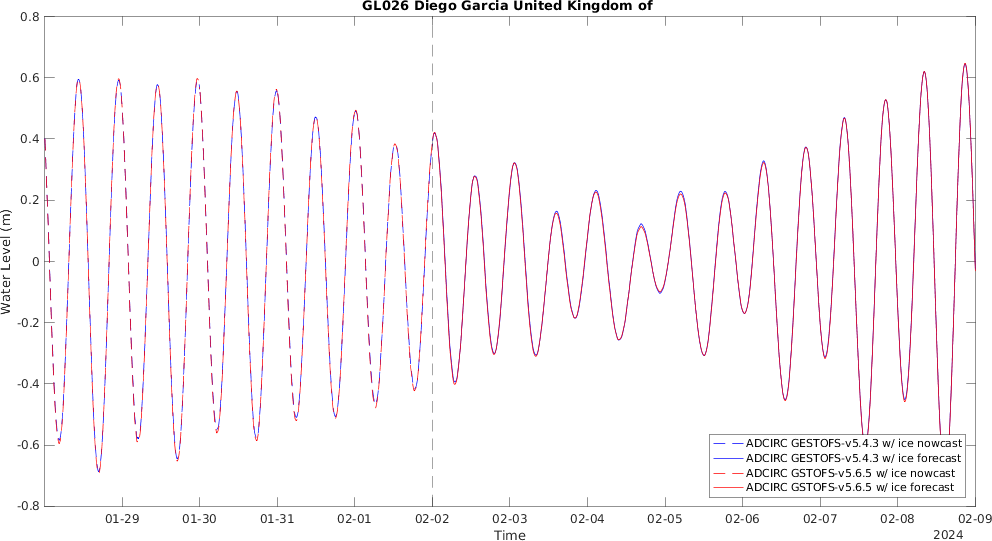 GL026 Diego Garcia United Kingdom of
0.8
0.6
0.4
0.2
0
-0.2
-0.4
-0.6
-0.8
Water Level (m)
ADCIRC GESTOFS-v5.4.3 w/ ice nowcast
ADCIRC GESTOFS-v5.4.3 w/ ice forecast
ADCIRC GSTOFS-v5.6.5 w/ ice nowcast
ADCIRC GSTOFS-v5.6.5 w/ ice forecast
01-29 01-30 01-31 02-01 02-02 02-03 02-04 02-05 02-06 02-07 02-08 02-09
Time
2024